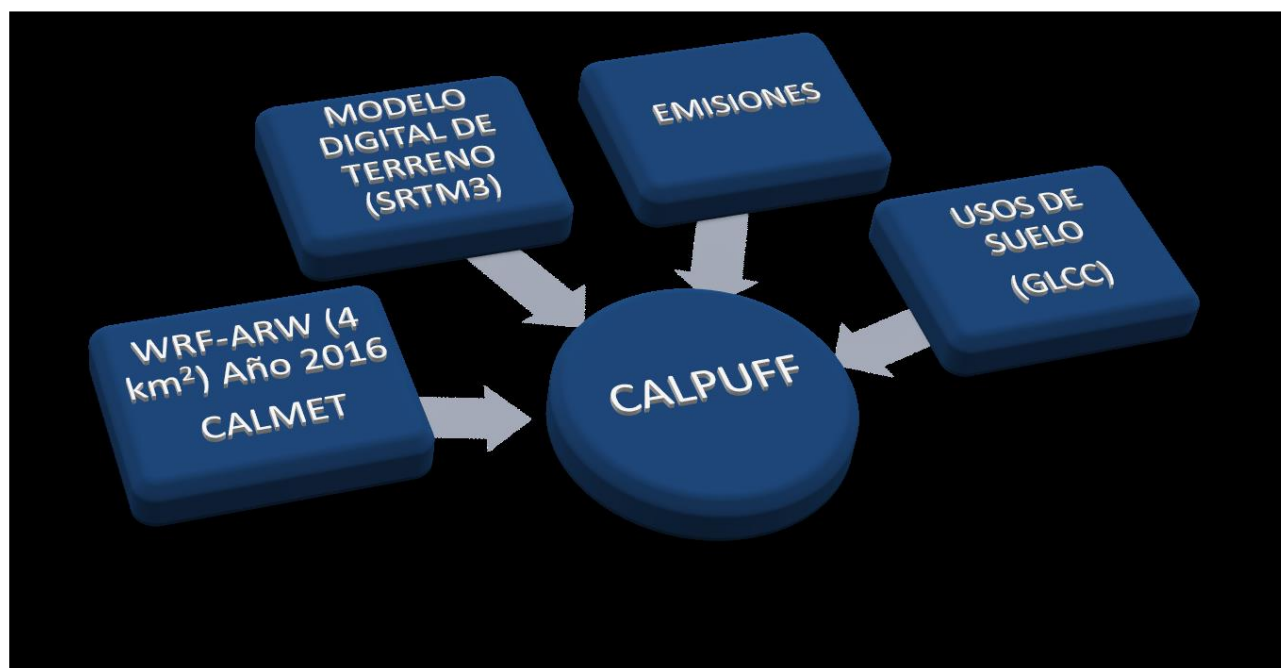 MODELO
DIGITAL DE
TERRENO
(SRTM3)
EMISIONES
USOS DE
SUELO
(GLCC)
WRF-ARW (4
km²) Año 2016
CALMET
CALPUFF